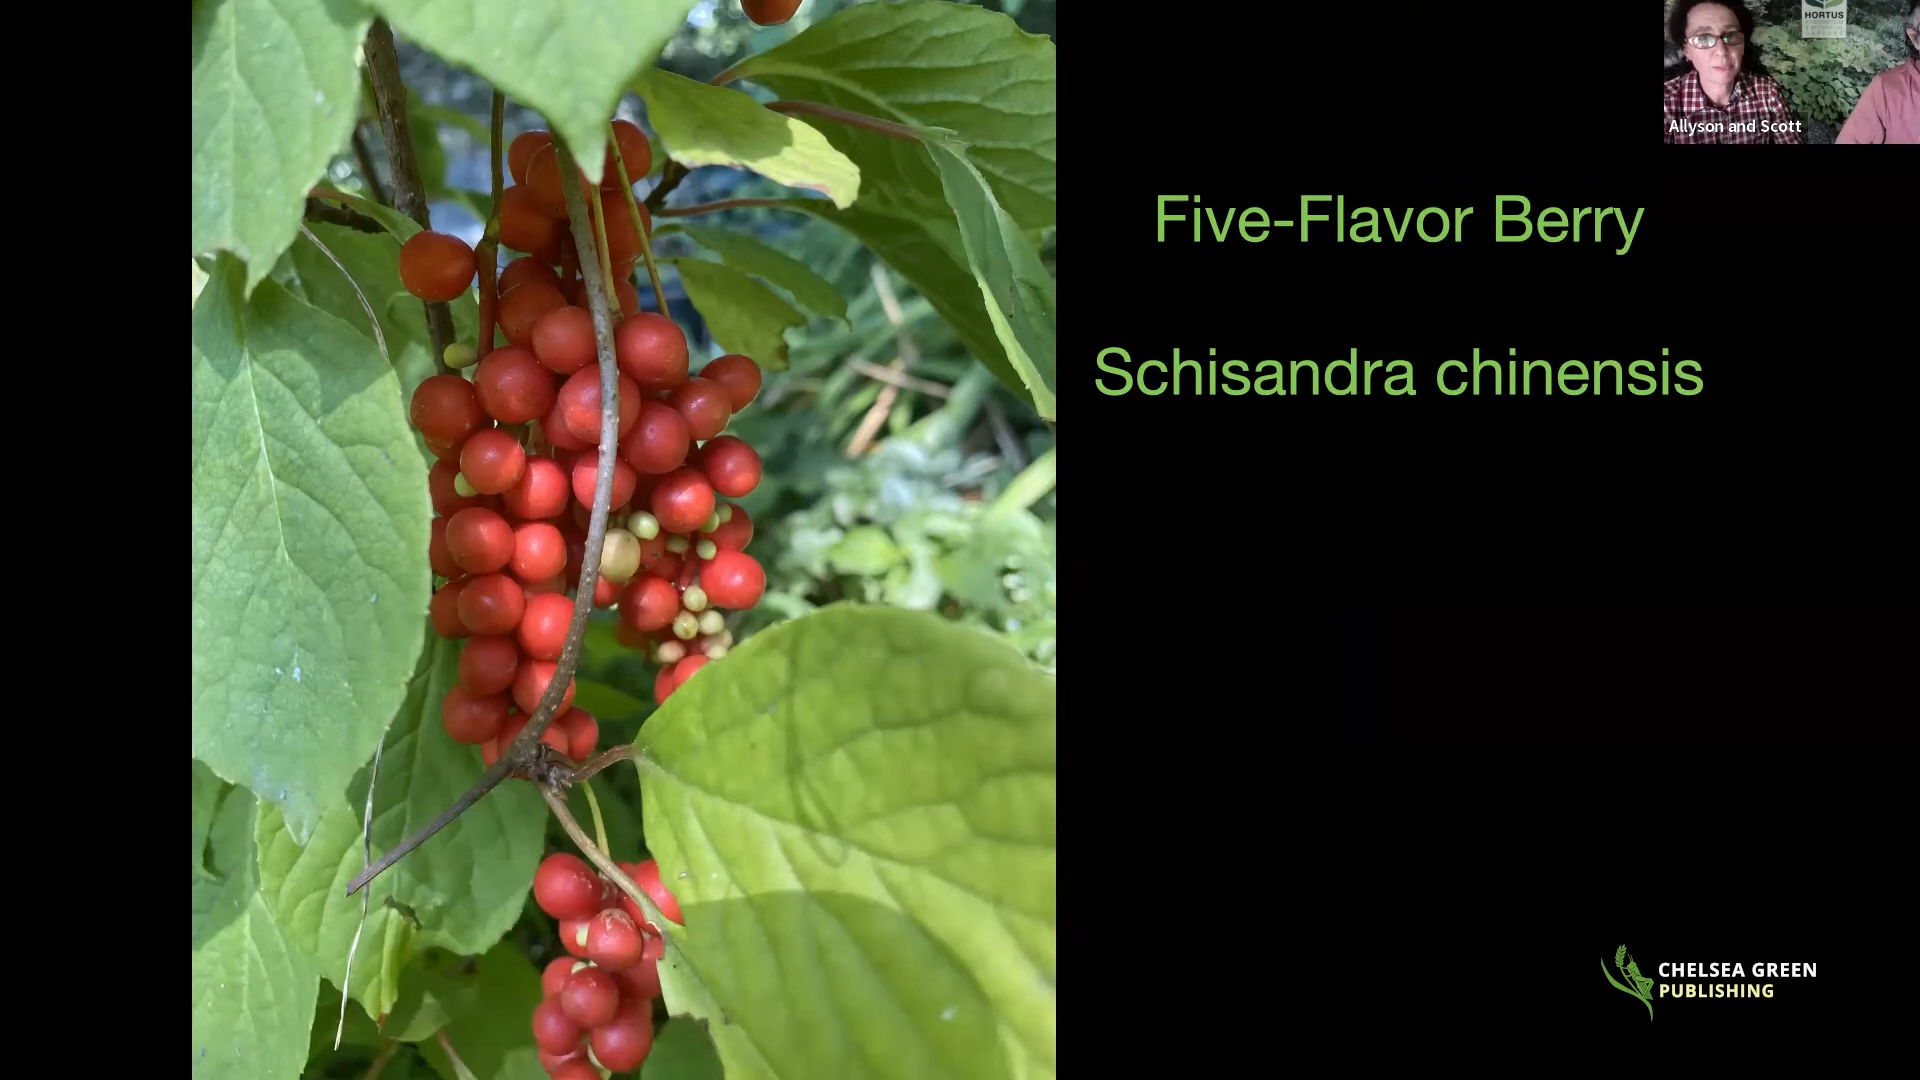 HORTUS
Allyson and Scott
Five-Flavor Berry
Schisandra chinensis
CHELSEA GREEN
PUBLISHING